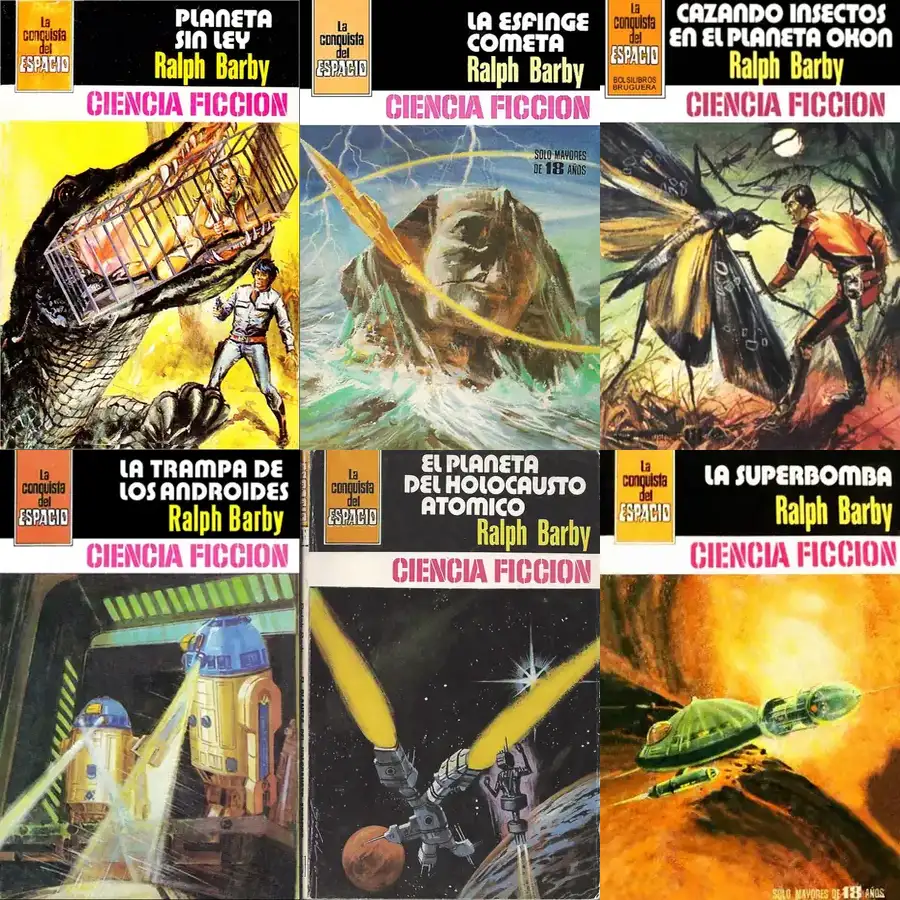 La
conquista
del
ESPACIO
PLANETA
SIN LEY
Ralph Barby
CIENCIA FICCION
La
conquista
del
ESPACIO
LA ESFINGE
COMETA
Ralph Barby
CIENCIA FICCION
SOLO MAYORES
DE 18 AÑOS
La
conquista
del
ESPACIO
BOLSILIBROS
BRUGUERA
CAZANDO INSECTOS
EN EL PLANETA OKON
Ralph Barby
CIENCIA FICCION
La
conquista
del
ESPACIO
LA TRAMPA DE
LOS ANDROIDES
Ralph Barby
CIENCIA FICCION
La
conquista
del
ESPACIO
EL PLANETA
DEL HOLOCAUSTO
ATOMICO
Ralph Barby
CIENCIA FICCION
La
conquista
del
ESPACIO
LA SUPERBOMBA
Ralph Barby
CIENCIA FICCION
SOLO MAYORES DE 18 AÑOS